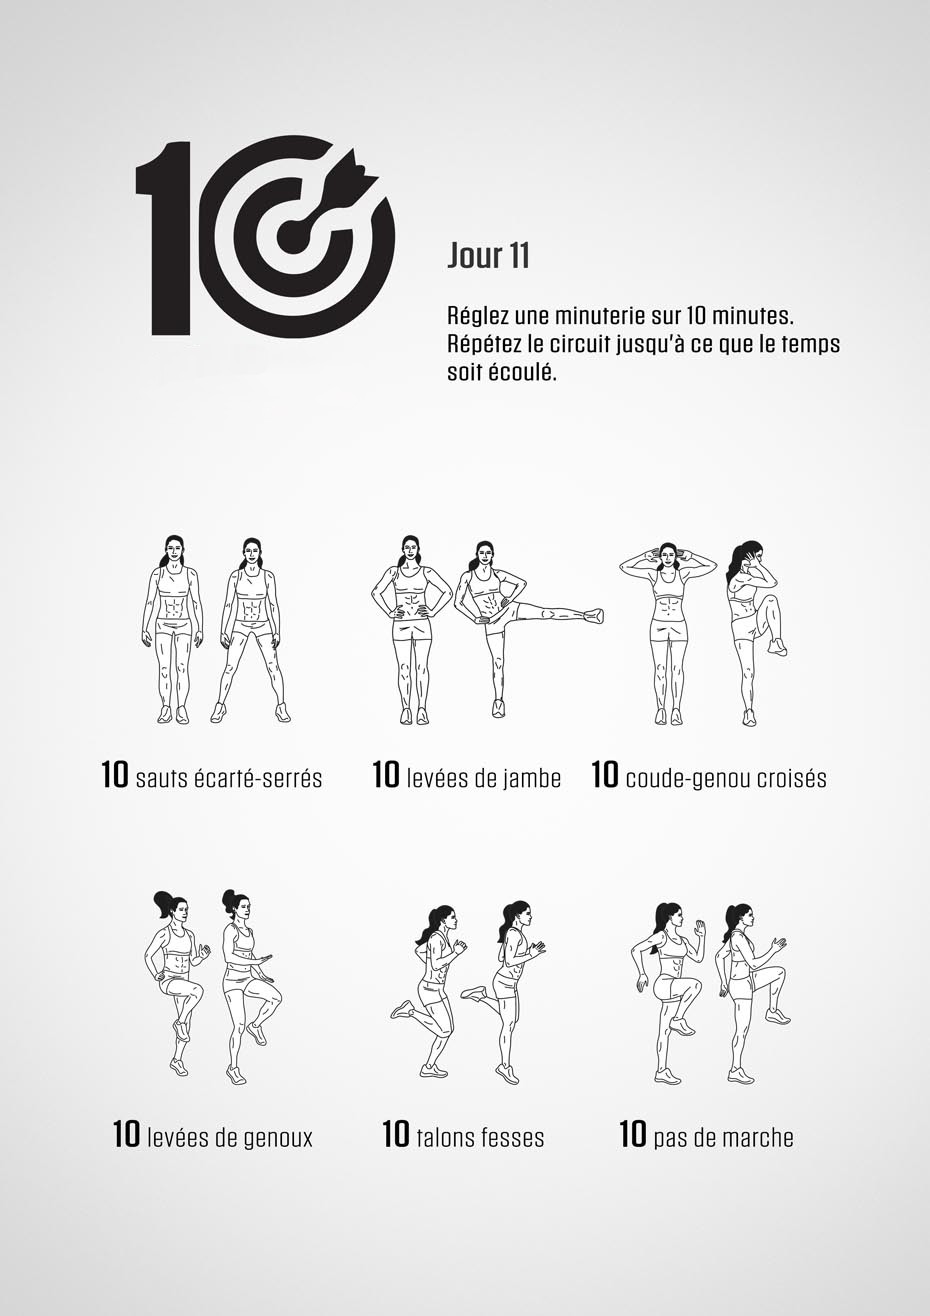 10
Jour 11
Réglez une minuterie sur 10 minutes.
Répétez le circuit jusqu'à ce que le temps
soit écoulé.
10 sauts écarté-serrés
10 levées de jambe
10 coude-genou croisés
10 levées de genoux
10 talons fesses
10 pas de marche